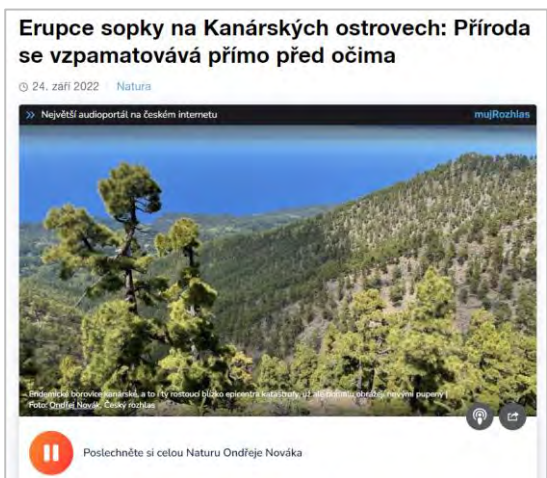 Erupce sopky na Kanárských ostrovech: Příroda
se vzpamatovává přímo před očima
24. září 2022 Natura
Největší audioportál na českém internetu mujRozhlas
Endemické borovice kanárské, a to i ty rostoucí blízko epicentra katastrofy, už ale obrážejí novými pupeny |
Foto: Ondřej Novák, Český rozhlas
Poslechněte si celou Naturu Ondřeje Nováka